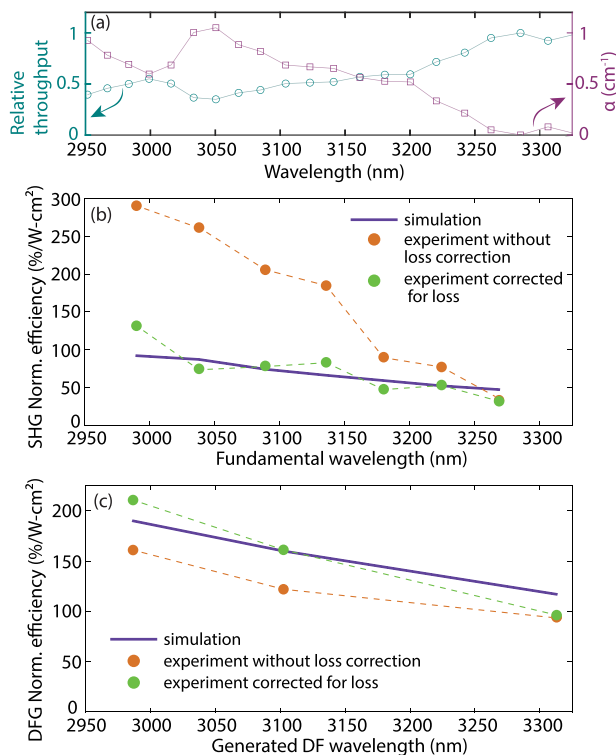 (a)
Relative
throughput
1
0.5
0
1
0.5
0
α (cm⁻¹)
2950 3000 3050 3100 3150 3200 3250 3300
Wavelength (nm)
(b)
SHG Norm. efficiency (%/W-cm²)
300
250
200
150
100
50
0
simulation
experiment without
loss correction
experiment corrected
for loss
2950 3000 3050 3100 3150 3200 3250 3300
Fundamental wavelength (nm)
(c)
DFG Norm. efficiency (%/W-cm²)
200
150
100
50
0
simulation
experiment without loss correction
experiment corrected for loss
2950 3000 3050 3100 3150 3200 3250 3300
Generated DF wavelength (nm)